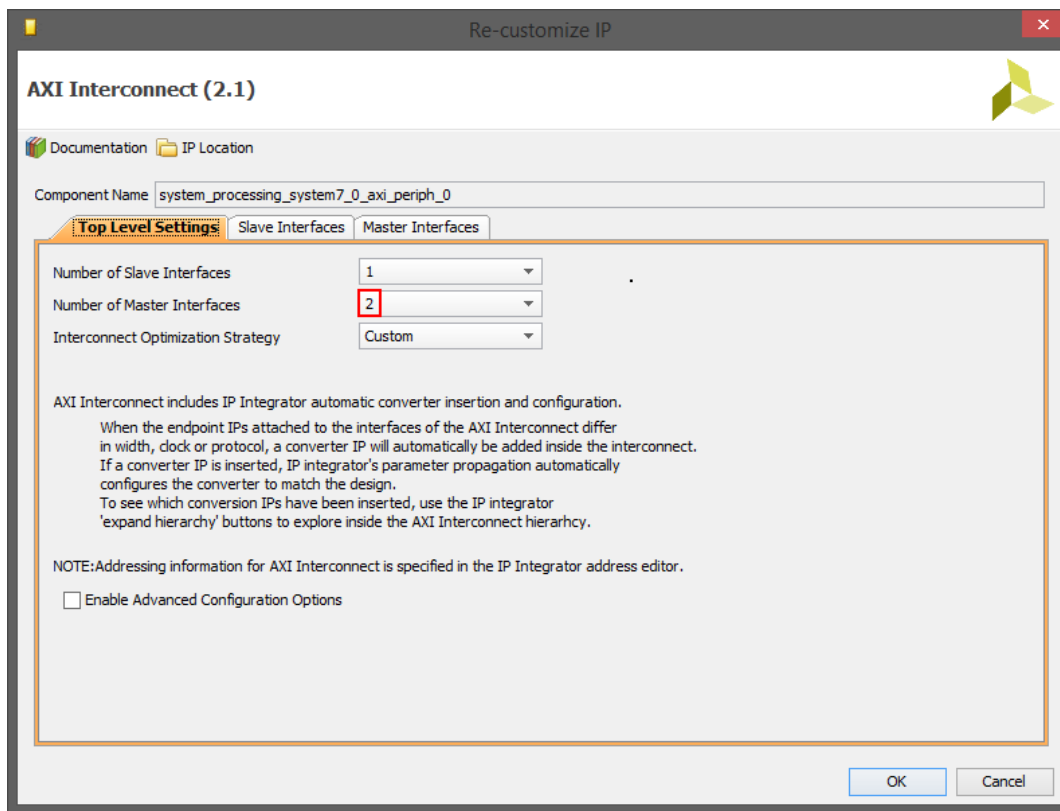 Re-customize IP
AXI Interconnect (2.1)
Documentation IP Location
Component Name system_processing_system7_0_axi_periph_0
Top Level Settings Slave Interfaces Master Interfaces
Number of Slave Interfaces 1
Number of Master Interfaces 2
Interconnect Optimization Strategy Custom
AXI Interconnect includes IP Integrator automatic converter insertion and configuration.
When the endpoint IPs attached to the interfaces of the AXI Interconnect differ
in width, clock or protocol, a converter IP will automatically be added inside the interconnect.
If a converter IP is inserted, IP integrator's parameter propagation automatically
configures the converter to match the design.
To see which conversion IPs have been inserted, use the IP integrator
'expand hierarchy' buttons to explore inside the AXI Interconnect hierarhcy.
NOTE:Addressing information for AXI Interconnect is specified in the IP Integrator address editor.
Enable Advanced Configuration Options
OK Cancel